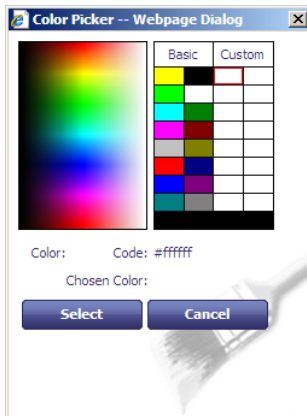 Color Picker -- Webpage Dialog
Basic Custom
Color: Code: #ffffff
Chosen Color:
Select Cancel